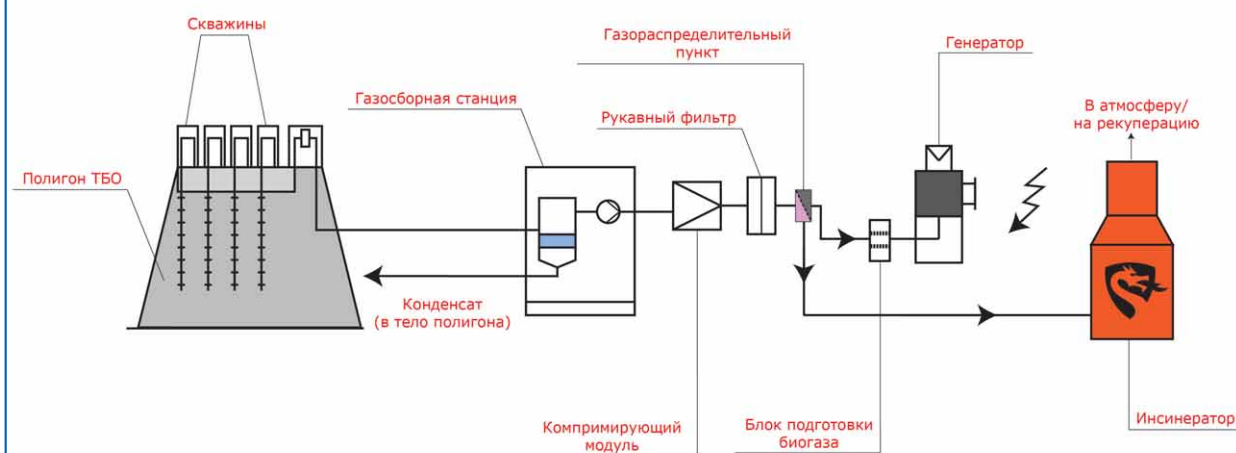 Скважины
Газораспределительный
пункт
Генератор
Газосборная станция
Рукавный фильтр
В атмосферу/
на рекуперацию
Полигон ТБО
Конденсат
(в тело полигона)
Компримирующий
модуль
Блок подготовки
биогаза
Инсинератор